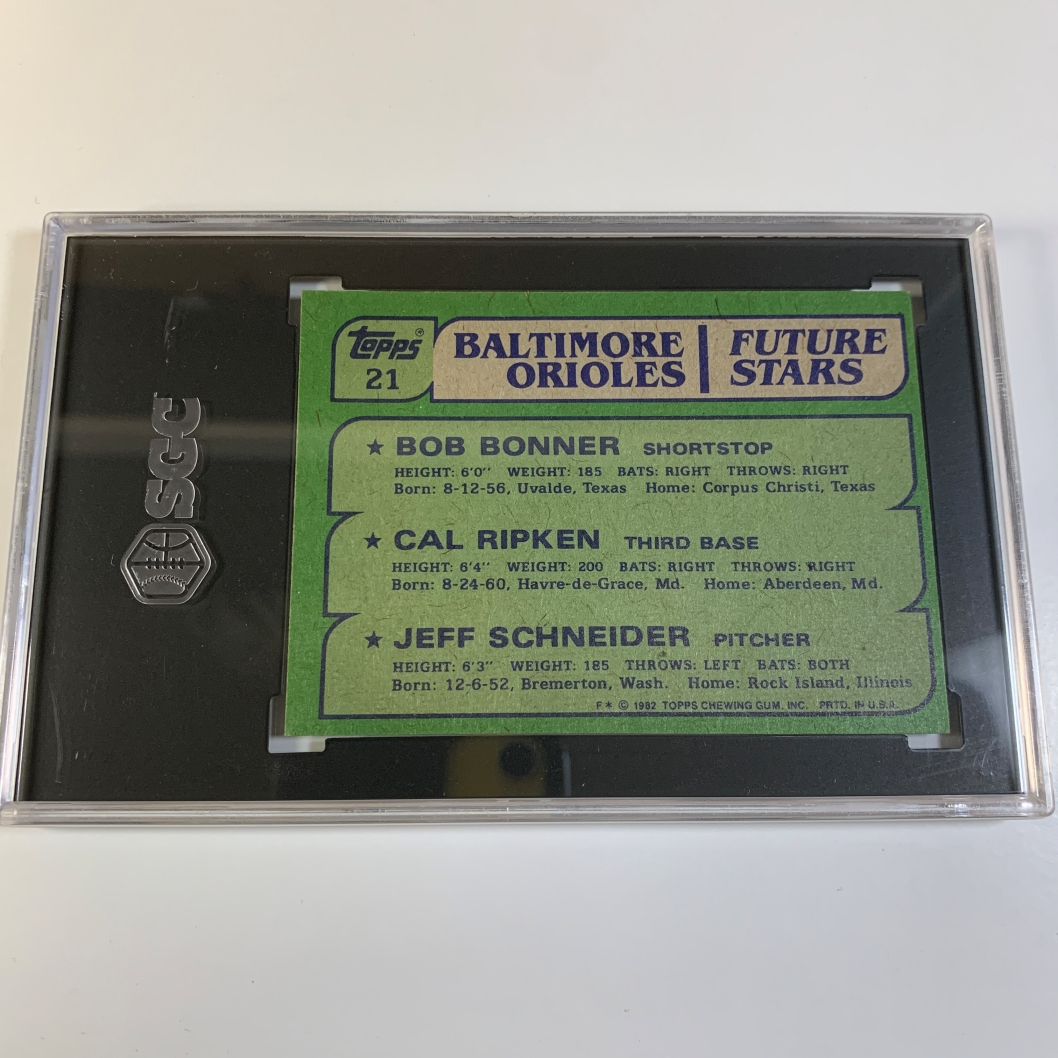 SGC
Topps®
21
BALTIMORE ORIOLES | FUTURE STARS
★ BOB BONNER SHORTSTOP
HEIGHT: 6'0" WEIGHT: 185 BATS: RIGHT THROWS: RIGHT
Born: 8-12-56, Uvalde, Texas Home: Corpus Christi, Texas
★ CAL RIPKEN THIRD BASE
HEIGHT: 6'4" WEIGHT: 200 BATS: RIGHT THROWS: RIGHT
Born: 8-24-60, Havre-de-Grace, Md. Home: Aberdeen, Md.
★ JEFF SCHNEIDER PITCHER
HEIGHT: 6'3" WEIGHT: 185 THROWS: LEFT BATS: BOTH
Born: 12-6-52, Bremerton, Wash. Home: Rock Island, Illinois
F* © 1982 TOPPS CHEWING GUM, INC. PRTD. IN U.S.A.